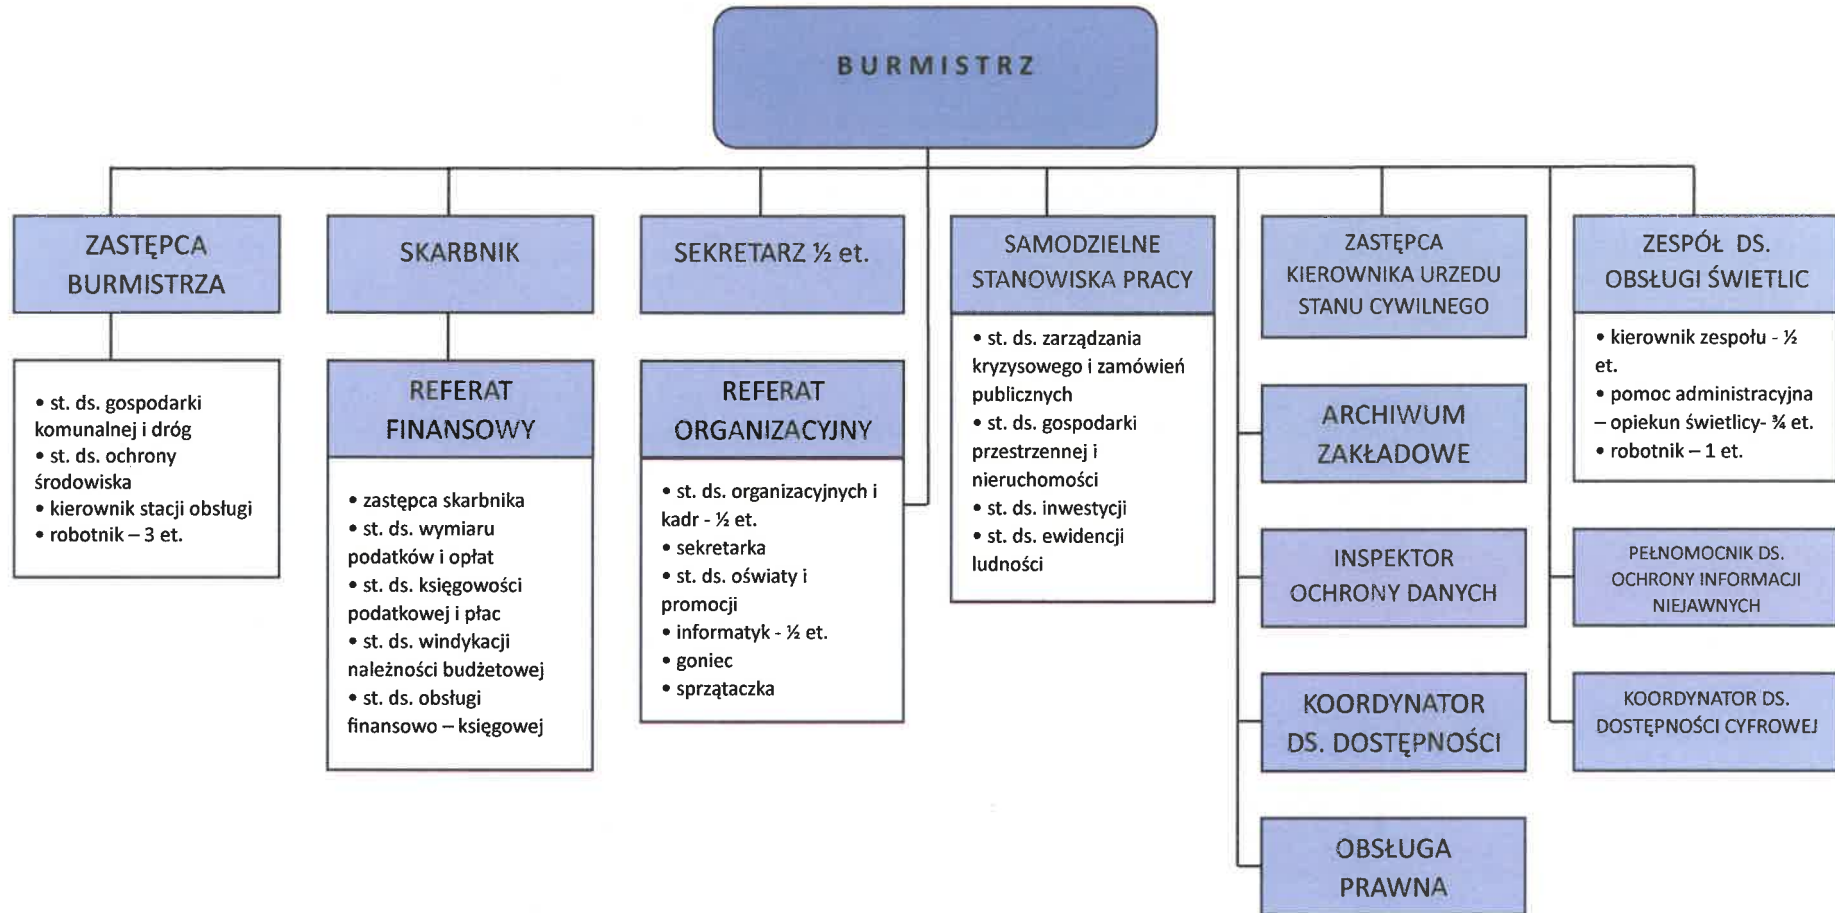 BURMISTRZ
ZASTĘPCA
BURMISTRZA
• st. ds. gospodarki
komunalnej i dróg
• st. ds. ochrony
środowiska
• kierownik stacji obsługi
• robotnik – 3 et.
SKARBNIK
REFERAT
FINANSOWY
• zastępca skarbnika
• st. ds. wymiaru
podatków i opłat
• st. ds. księgowości
podatkowej i płac
• st. ds. windykacji
należności budżetowej
• st. ds. obsługi
finansowo – księgowej
SEKRETARZ ½ et.
REFERAT
ORGANIZACYJNY
• st. ds. organizacyjnych i
kadr - ½ et.
• sekretarka
• st. ds. oświaty i
promocji
• informatyk - ½ et.
• goniec
• sprzątaczka
SAMODZIELNE
STANOWISKA PRACY
• st. ds. zarządzania
kryzysowego i zamówień
publicznych
• st. ds. gospodarki
przestrzennej i
nieruchomości
• st. ds. inwestycji
• st. ds. ewidencji
ludności
ZASTĘPCA
KIEROWNIKA URZEDU
STANU CYWILNEGO
ARCHIWUM
ZAKŁADOWE
INSPEKTOR
OCHRONY DANYCH
KOORDYNATOR
DS. DOSTĘPNOŚCI
OBSŁUGA
PRAWNA
ZESPÓŁ DS.
OBSŁUGI ŚWIETLIC
• kierownik zespołu - ½
et.
• pomoc administracyjna
– opiekun świetlicy- ¾ et.
• robotnik – 1 et.
PEŁNOMOCNIK DS.
OCHRONY INFORMACJI
NIEJAWNYCH
KOORDYNATOR DS.
DOSTĘPNOŚCI CYFROWEJ